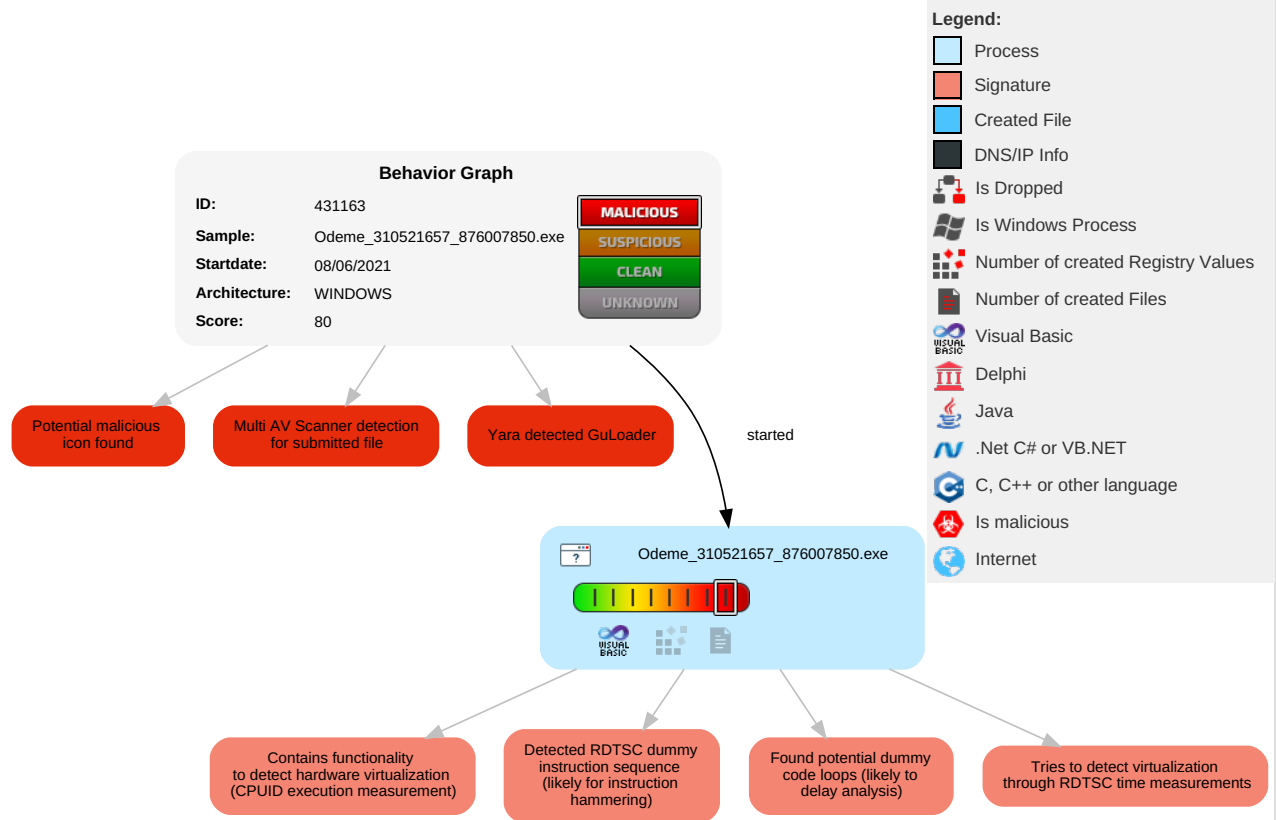 Behavior Graph
ID: 431163
Sample: Odeme_310521657_876007850.exe
Startdate: 08/06/2021
Architecture: WINDOWS
Score: 80
MALICIOUS
SUSPICIOUS
CLEAN
UNKNOWN
Potential malicious
icon found
Multi AV Scanner detection
for submitted file
Yara detected GuLoader
started
Odeme_310521657_876007850.exe
?
VISUAL
BASIC
Contains functionality
to detect hardware virtualization
(CPUID execution measurement)
Detected RDTSC dummy
instruction sequence
(likely for instruction
hammering)
Found potential dummy
code loops (likely to
delay analysis)
Tries to detect virtualization
through RDTSC time measurements
Legend:
Process
Signature
Created File
DNS/IP Info
Is Dropped
Is Windows Process
Number of created Registry Values
Number of created Files
VISUAL
BASIC
Visual Basic
Delphi
Java
.Net C# or VB.NET
C, C++ or other language
Is malicious
Internet